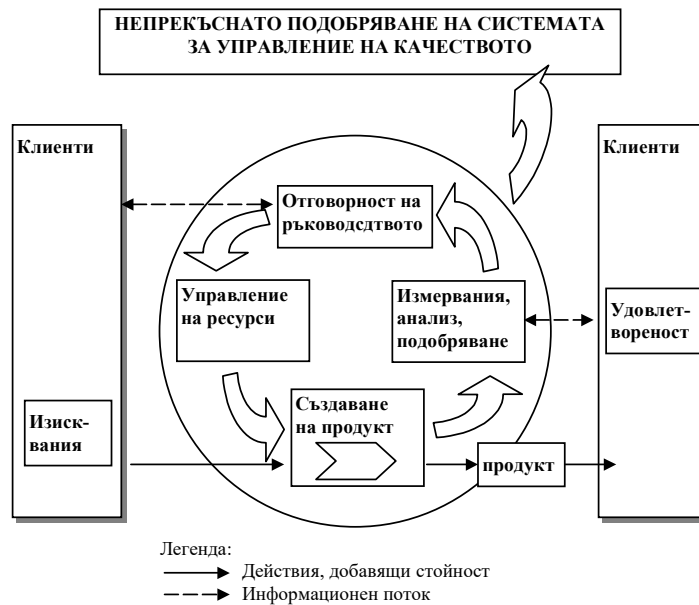 НЕПРЕКЪСНАТО ПОДОБРЯВАНЕ НА СИСТЕМАТА
ЗА УПРАВЛЕНИЕ НА КАЧЕСТВОТО
Клиенти
Клиенти
Отговорност на
ръководсдтвото
Управление
на ресурси
Измервания,
анализ,
подобряване
Удовлет-
вореност
Изиск-
вания
Създаване
на продукт
продукт
Легенда:
Действия, добавящи стойност
Информационен поток